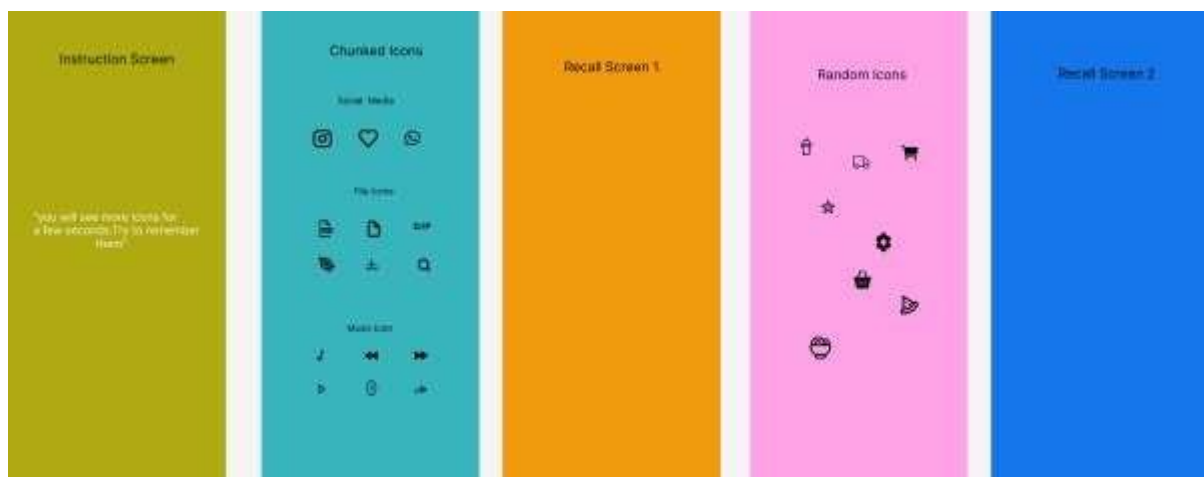 Instruction Screen
"you will see more icons for
a few seconds.Try to remember
them"
Chunked Icons
Social Media
File Icons
Music Icon
Recall Screen 1
Random Icons
Recall Screen 2